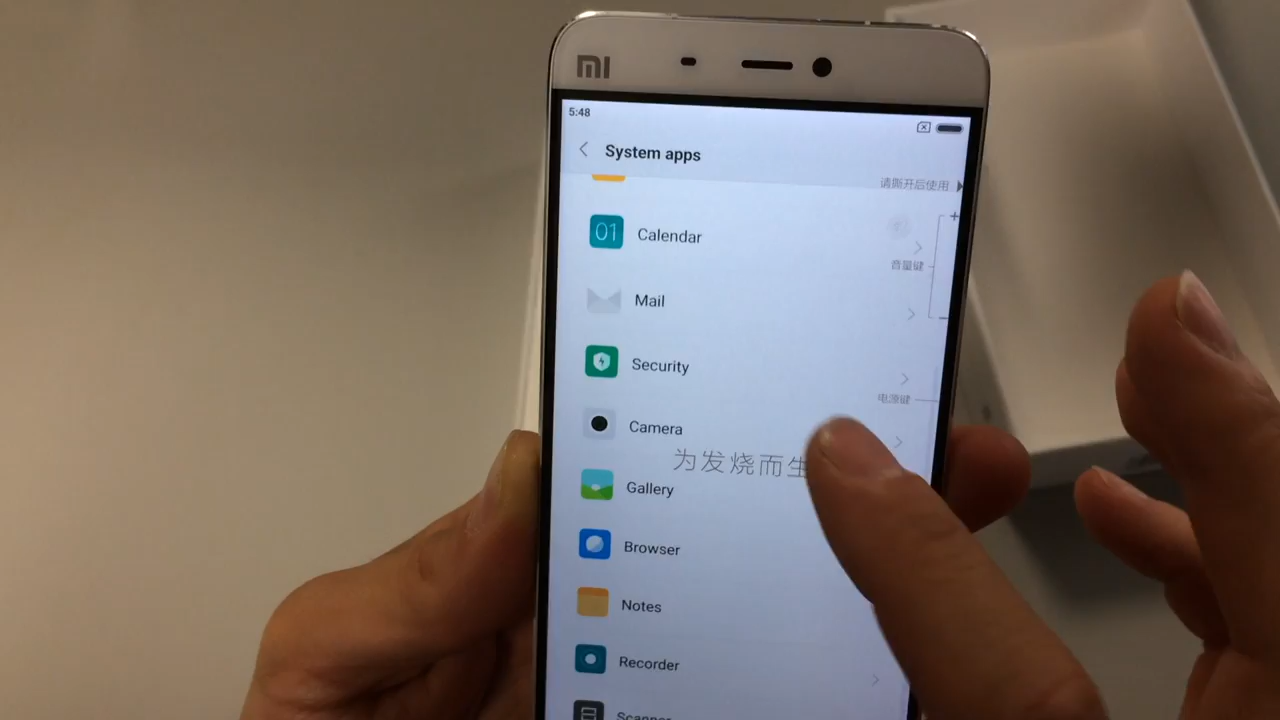 MI
5:48
System apps
请撕开后使用
Calendar
+
音量键
Mail
Security
电源键
Camera
为发烧而生
Gallery
Browser
Notes
Recorder
Scanner